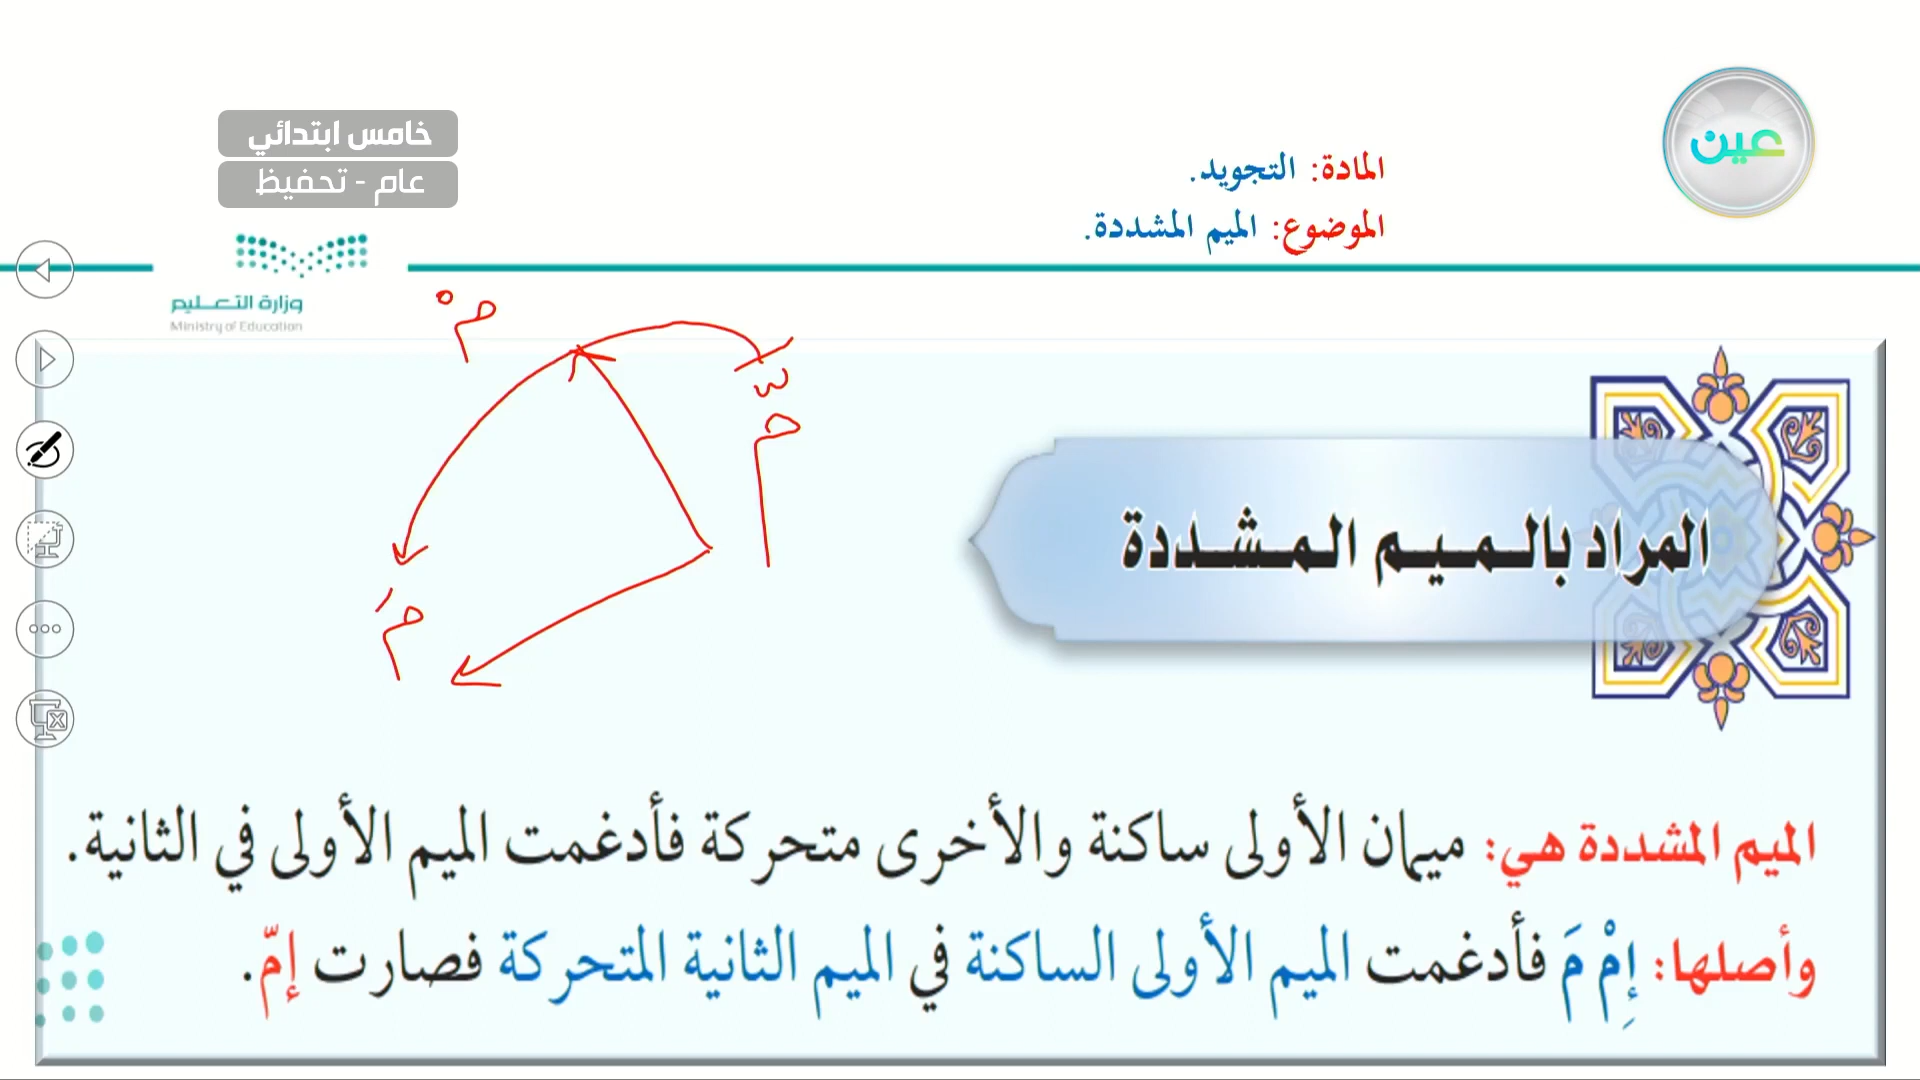 عين
خامس ابتدائي
عام - تحفيظ
المادة: التجويد.
الموضوع: الميم المشددة.
وزارة التعليم
Ministry of Education
مْ
مَّ
مَ
المراد بالميم المشددة
الميم المشددة هي: ميمان الأولى ساكنة والأخرى متحركة فأدغمت الميم الأولى في الثانية.
وأصلها: إِمْ مَ فأدغمت الميم الأولى الساكنة في الميم الثانية المتحركة فصارت إمّ.